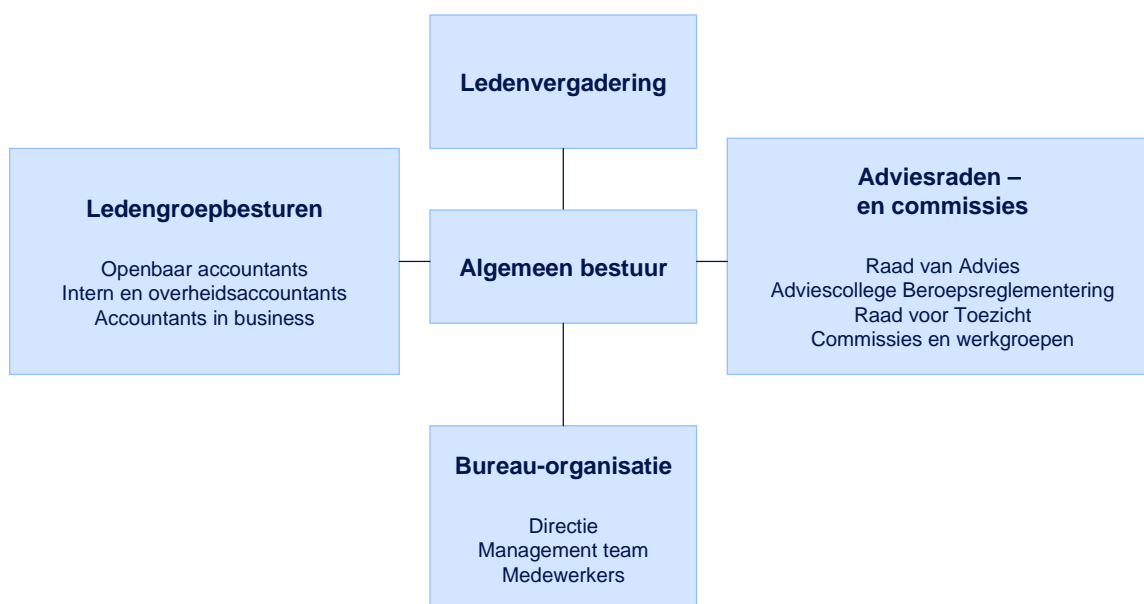 Ledenvergadering
Ledengroepbesturen
Openbaar accountants
Intern en overheidsaccountants
Accountants in business
Algemeen bestuur
Adviesraden –
en commissies
Raad van Advies
Adviescollege Beroepsreglementering
Raad voor Toezicht
Commissies en werkgroepen
Bureau-organisatie
Directie
Management team
Medewerkers